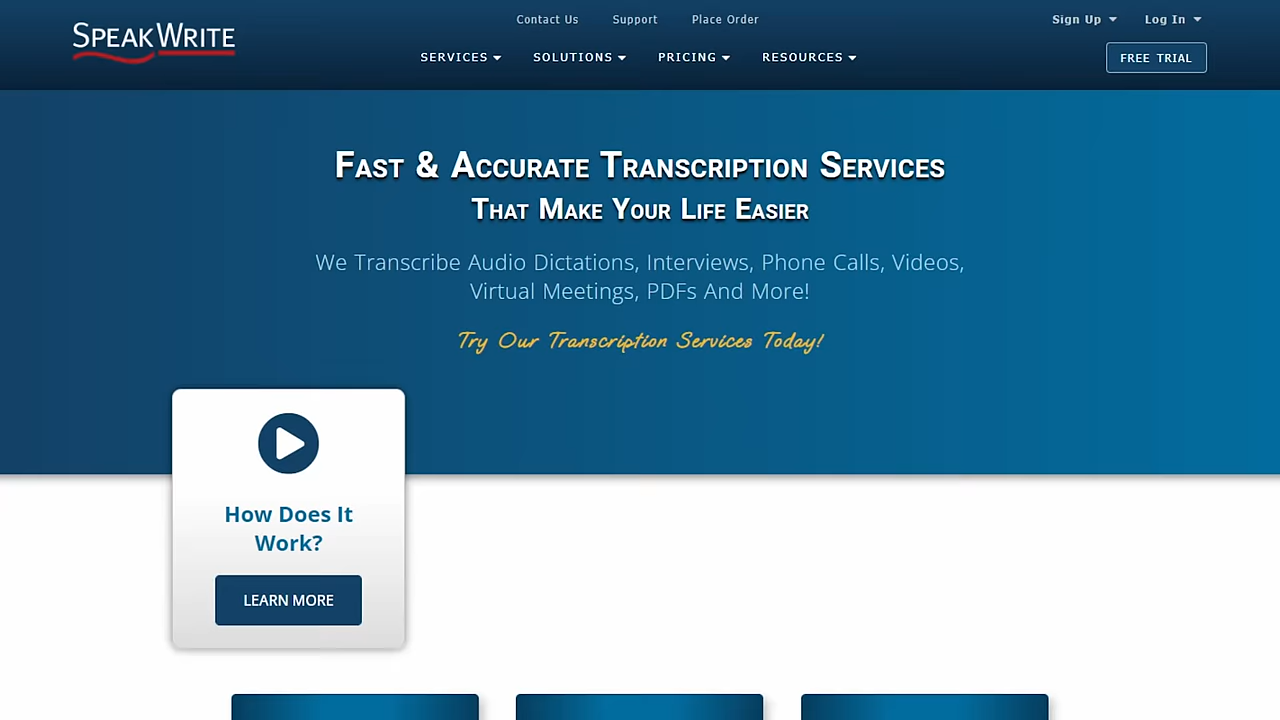 Contact Us Support Place Order
Sign Up Log In
SPEAKWRITE
SERVICES SOLUTIONS PRICING RESOURCES
FREE TRIAL
Fast & Accurate Transcription Services
That Make Your Life Easier
We Transcribe Audio Dictations, Interviews, Phone Calls, Videos,
Virtual Meetings, PDFs And More!
Try Our Transcription Services Today!
How Does It
Work?
LEARN MORE